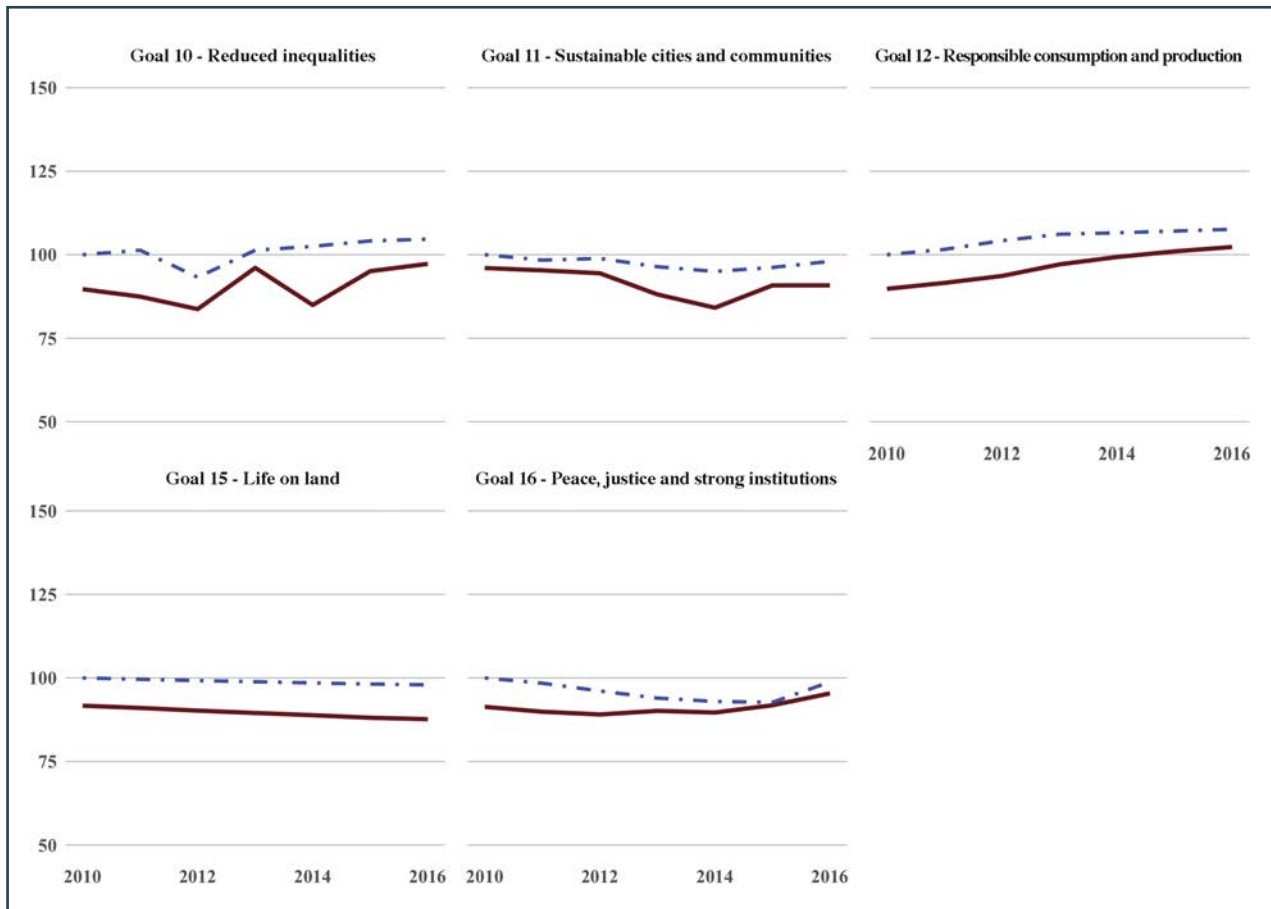 Goal 10 - Reduced inequalities
Goal 11 - Sustainable cities and communities
Goal 12 - Responsible consumption and production
150
125
100
75
50
2010 2012 2014 2016
Goal 15 - Life on land
Goal 16 - Peace, justice and strong institutions
150
125
100
75
50
2010 2012 2014 2016
2010 2012 2014 2016